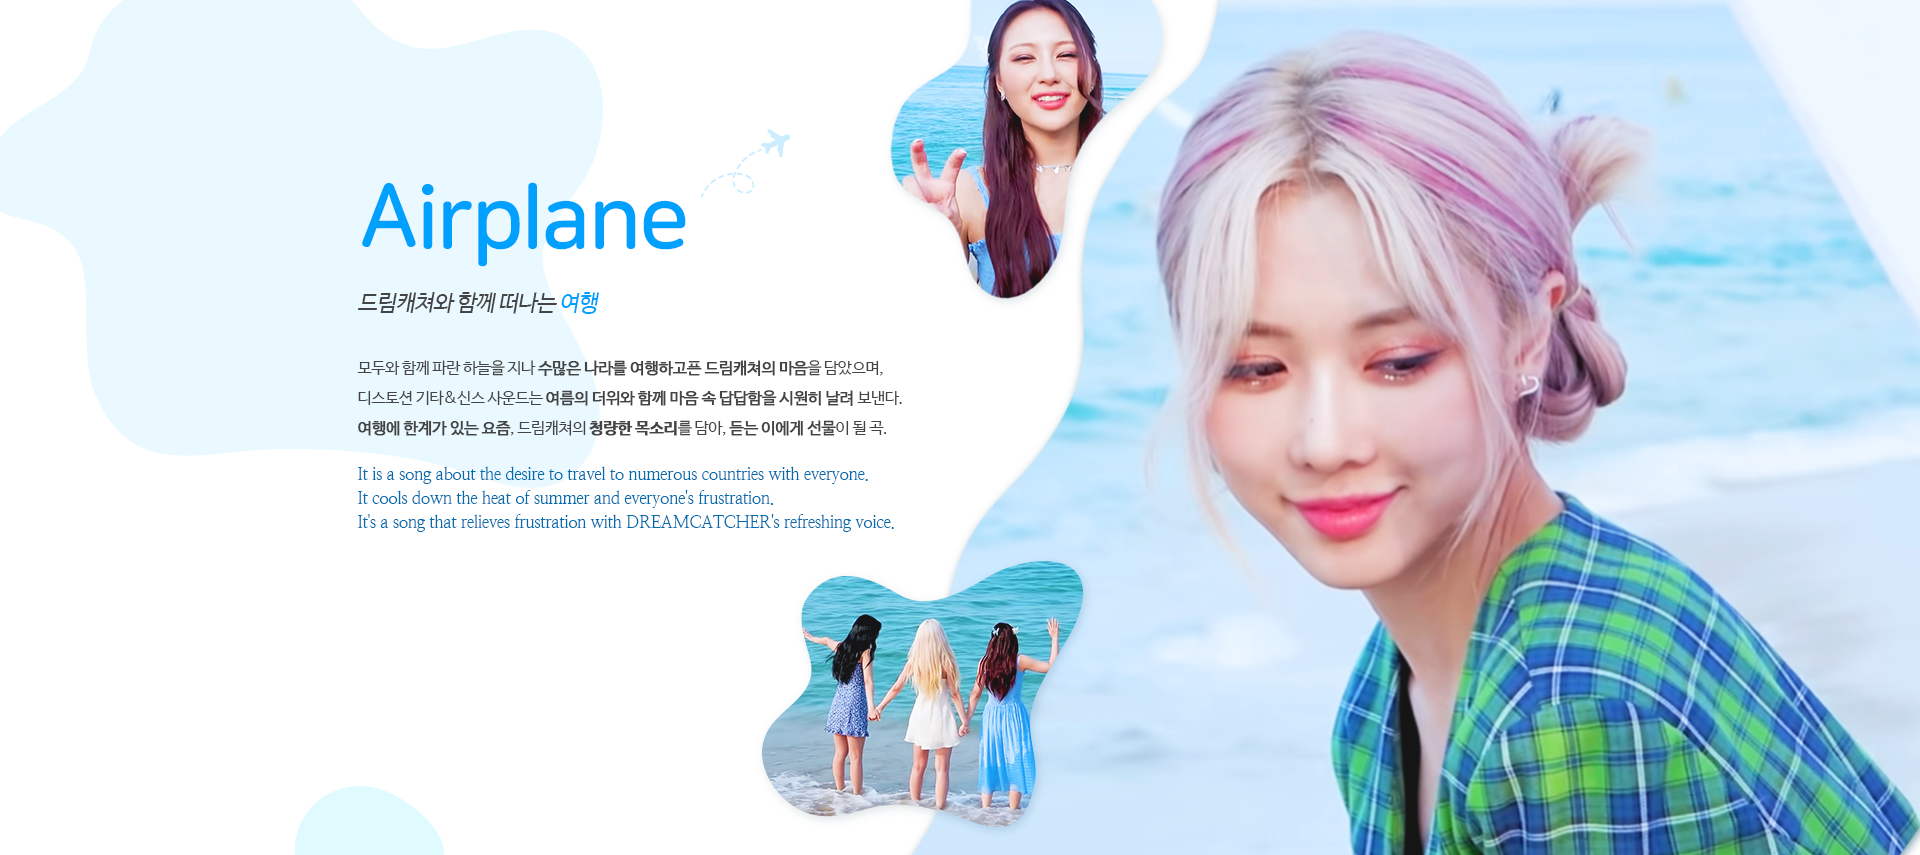 Airplane
드림캐쳐와 함께 떠나는 여행
모두와 함께 파란 하늘을 지나 수많은 나라를 여행하고픈 드림캐쳐의 마음을 담았으며,
디스토션 기타&신스 사운드는 여름의 더위와 함께 마음 속 답답함을 시원히 날려 보낸다.
여행에 한계가 있는 요즘, 드림캐쳐의 청량한 목소리를 담아, 듣는 이에게 선물이 될 곡.
It is a song about the desire to travel to numerous countries with everyone.
It cools down the heat of summer and everyone's frustration.
It's a song that relieves frustration with DREAMCATCHER's refreshing voice.